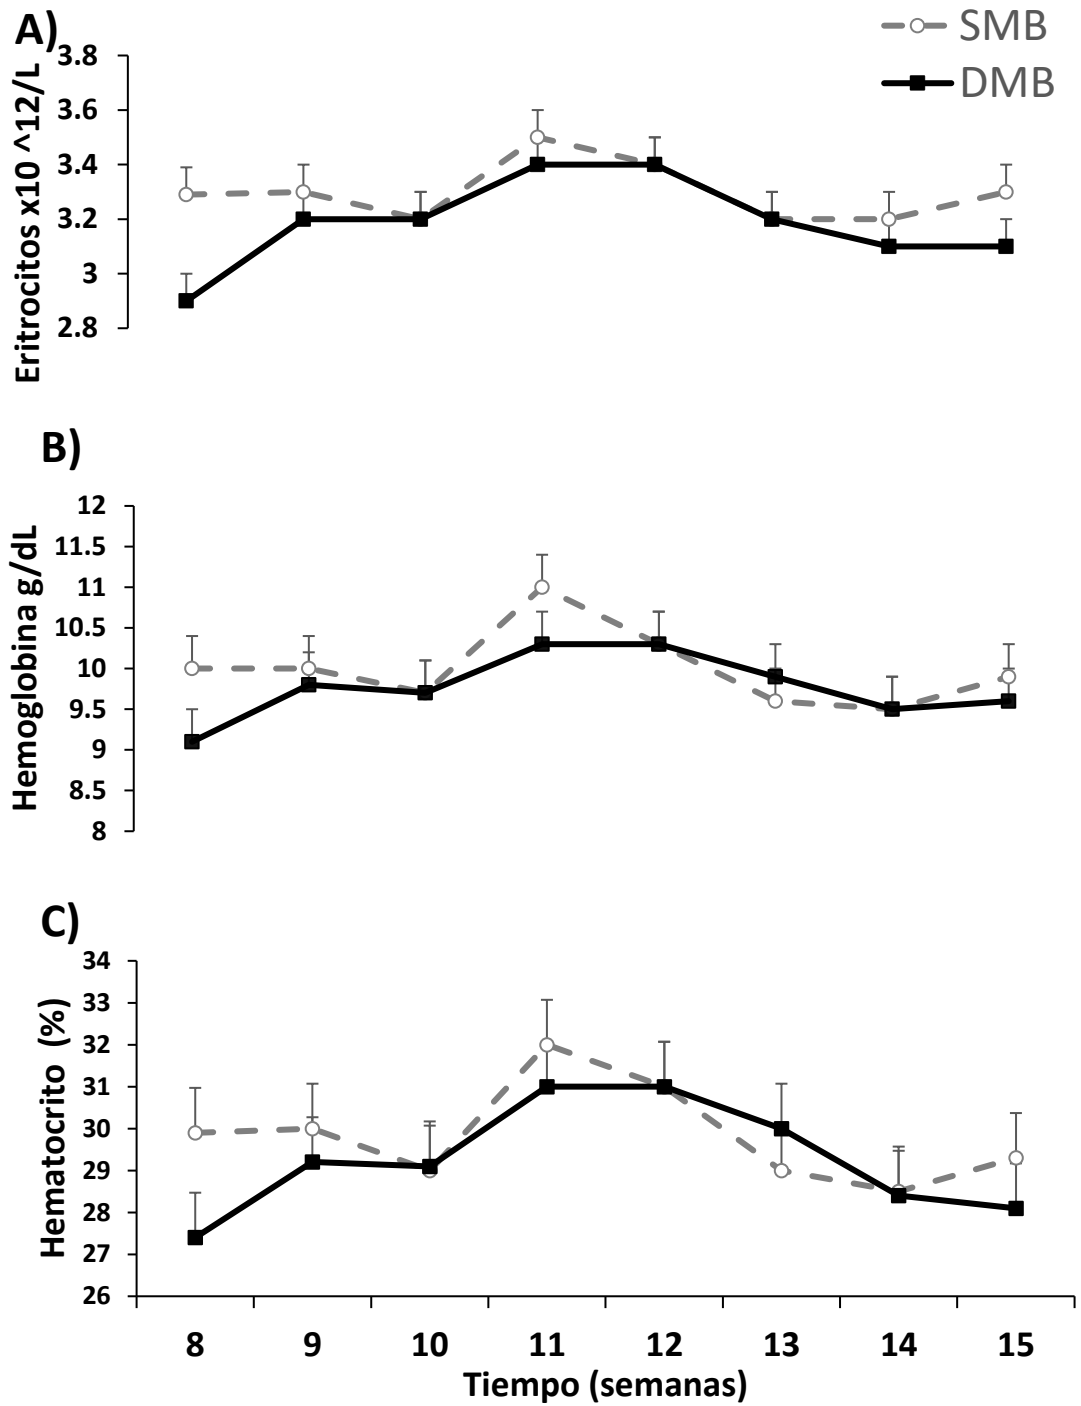 A)
SMB
DMB
Eritrocitos x10 ^12/L
3.8
3.6
3.4
3.2
3
2.8
B)
Hemoglobina g/dL
12
11.5
11
10.5
10
9.5
9
8.5
8
C)
Hematocrito (%)
34
33
32
31
30
29
28
27
26
8 9 10 11 12 13 14 15
Tiempo (semanas)